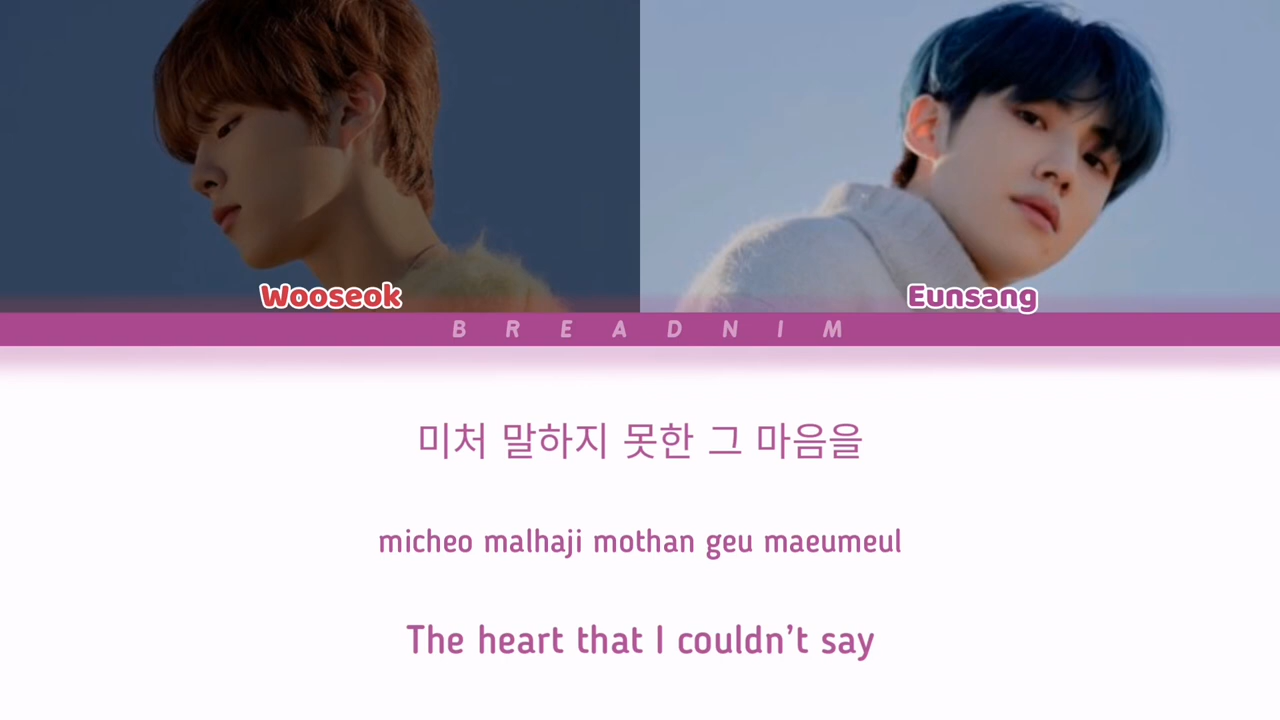 Wooseok
Eunsang
BREADNIM
미처 말하지 못한 그 마음을
micheo malhaji mothan geu maeumeul
The heart that I couldn't say